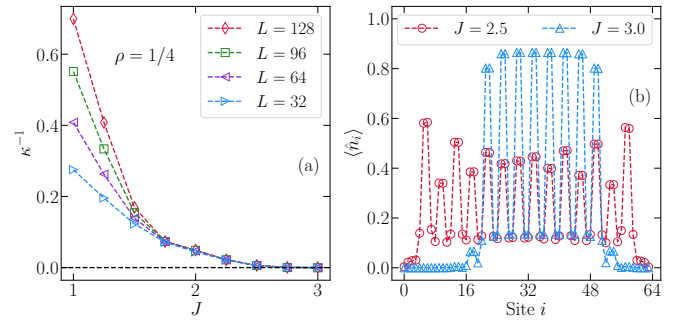 ρ = 1/4
L = 128
L = 96
L = 64
L = 32
(a)
κ⁻¹
0.6
0.4
0.2
0.0
1
2
3
J
J = 2.5
J = 3.0
(b)
⟨n̂ᵢ⟩
1.0
0.8
0.6
0.4
0.2
0.0
0
16
32
48
64
Site i